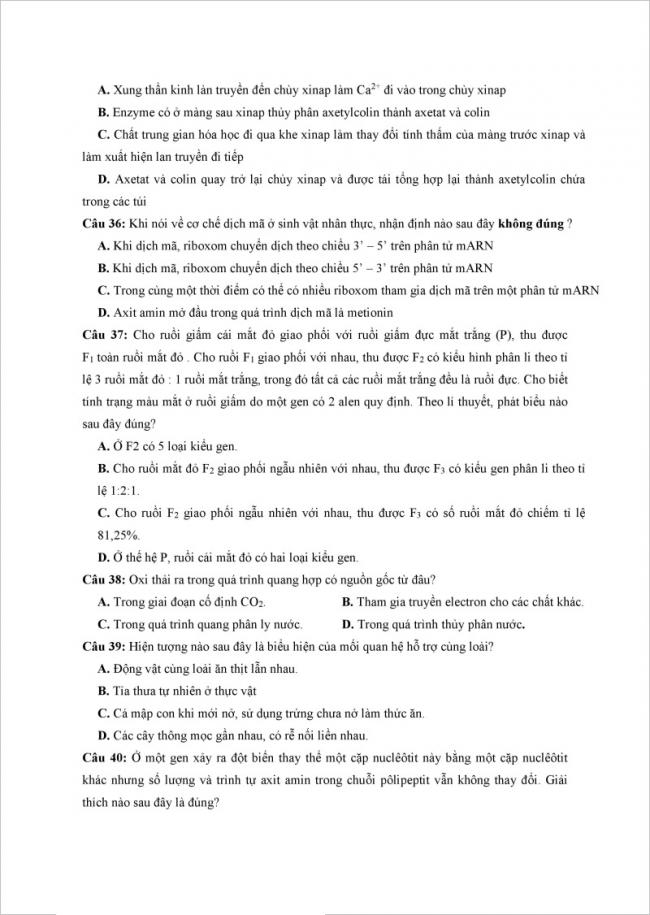 A. Xung thần kinh lan truyền đến chùy xinap làm Ca²⁺ đi vào trong chùy xinap
B. Enzyme có ở màng sau xinap thủy phân axetylcolin thành axetat và colin
C. Chất trung gian hóa học đi qua khe xinap làm thay đổi tính thấm của màng trước xinap và
làm xuất hiện lan truyền đi tiếp
D. Axetat và colin quay trở lại chùy xinap và được tái tổng hợp lại thành axetylcolin chứa
trong các túi
Câu 36: Khi nói về cơ chế dịch mã ở sinh vật nhân thực, nhận định nào sau đây không đúng ?
A. Khi dịch mã, riboxom chuyển dịch theo chiều 3’ – 5’ trên phân tử mARN
B. Khi dịch mã, riboxom chuyển dịch theo chiều 5’ – 3’ trên phân tử mARN
C. Trong cùng một thời điểm có thể có nhiều riboxom tham gia dịch mã trên một phân tử mARN
D. Axit amin mở đầu trong quá trình dịch mã là metionin
Câu 37: Cho ruồi giấm cái mắt đỏ giao phối với ruồi giấm đực mắt trắng (P), thu được
F₁ toàn ruồi mắt đỏ . Cho ruồi F₁ giao phối với nhau, thu được F₂ có kiểu hình phân li theo tỉ
lệ 3 ruồi mắt đỏ : 1 ruồi mắt trắng, trong đó tất cả các ruồi mắt trắng đều là ruồi đực. Cho biết
tính trạng màu mắt ở ruồi giấm do một gen có 2 alen quy định. Theo lí thuyết, phát biểu nào
sau đây đúng?
A. Ở F2 có 5 loại kiểu gen.
B. Cho ruồi mắt đỏ F₂ giao phối ngẫu nhiên với nhau, thu được F₃ có kiểu gen phân li theo tỉ
lệ 1:2:1.
C. Cho ruồi F₂ giao phối ngẫu nhiên với nhau, thu được F₃ có số ruồi mắt đỏ chiếm tỉ lệ
81,25%.
D. Ở thế hệ P, ruồi cái mắt đỏ có hai loại kiểu gen.
Câu 38: Oxi thải ra trong quá trình quang hợp có nguồn gốc từ đâu?
A. Trong giai đoạn cố định CO₂. B. Tham gia truyền electron cho các chất khác.
C. Trong quá trình quang phân ly nước. D. Trong quá trình thủy phân nước.
Câu 39: Hiện tượng nào sau đây là biểu hiện của mối quan hệ hỗ trợ cùng loài?
A. Động vật cùng loài ăn thịt lẫn nhau.
B. Tỉa thưa tự nhiên ở thực vật
C. Cá mập con khi mới nở, sử dụng trứng chưa nở làm thức ăn.
D. Các cây thông mọc gần nhau, có rễ nối liền nhau.
Câu 40: Ở một gen xảy ra đột biến thay thế một cặp nuclêôtit này bằng một cặp nuclêôtit
khác nhưng số lượng và trình tự axit amin trong chuỗi pôlipeptit vẫn không thay đổi. Giải
thích nào sau đây là đúng?